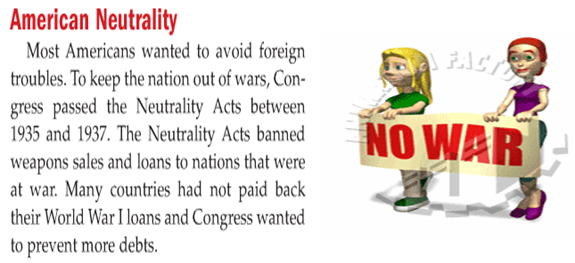 American Neutrality
Most Americans wanted to avoid foreign
troubles. To keep the nation out of wars, Con-
gress passed the Neutrality Acts between
1935 and 1937. The Neutrality Acts banned
weapons sales and loans to nations that were
at war. Many countries had not paid back
their World War I loans and Congress wanted
to prevent more debts.
NO WAR